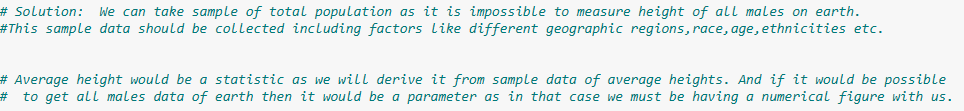 # Solution:  We can take sample of total population as it is impossible to measure height of all males on earth.
#This sample data should be collected including factors like different geographic regions,race,age,ethnicities etc.
# Average height would be a statistic as we will derive it from sample data of average heights. And if it would be possible
#  to get all males data of earth then it would be a parameter as in that case we must be having a numerical figure with us.